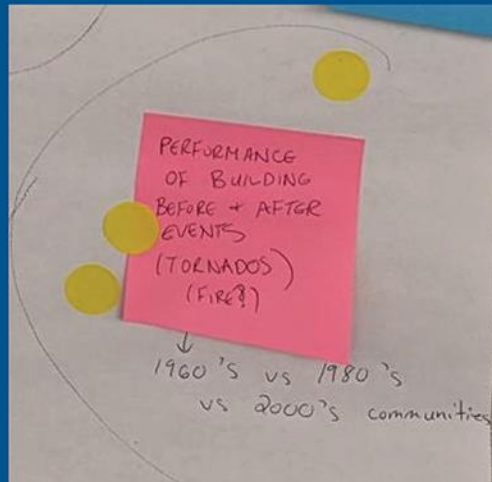 PERFORMANCE
OF BUILDING
BEFORE + AFTER
EVENTS
(TORNADOS)
(FIRE?)
↓
1960's vs 1980's
vs 2000's communities